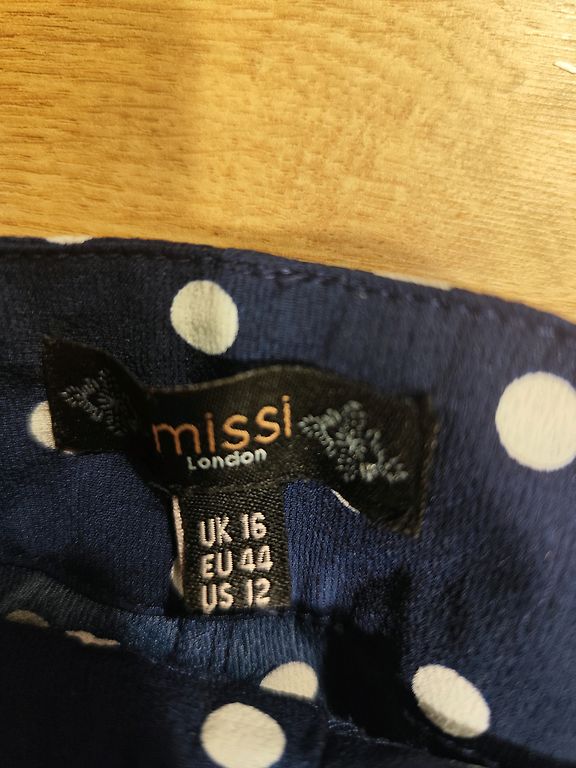 missi
London
UK 16
EU 44
US 12